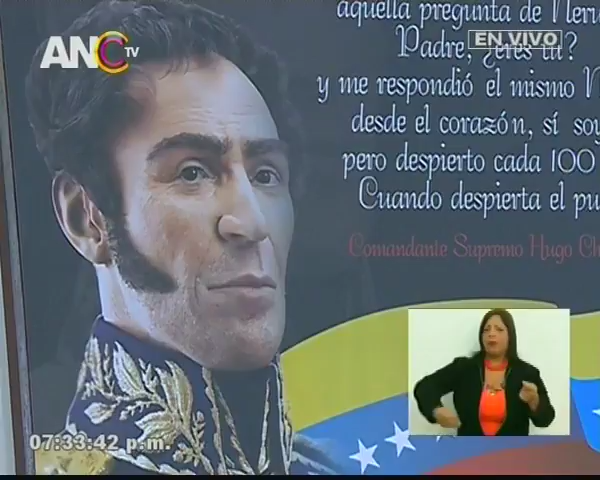 ANC TV
EN VIVO
aquella pregunta de
Padre, ¿eres tú?
y me respondió el mismo
desde el corazón, sí soy
pero despierto cada 100
Cuando despierta el
Comandante Supremo Hugo
07:33:42 p.m.